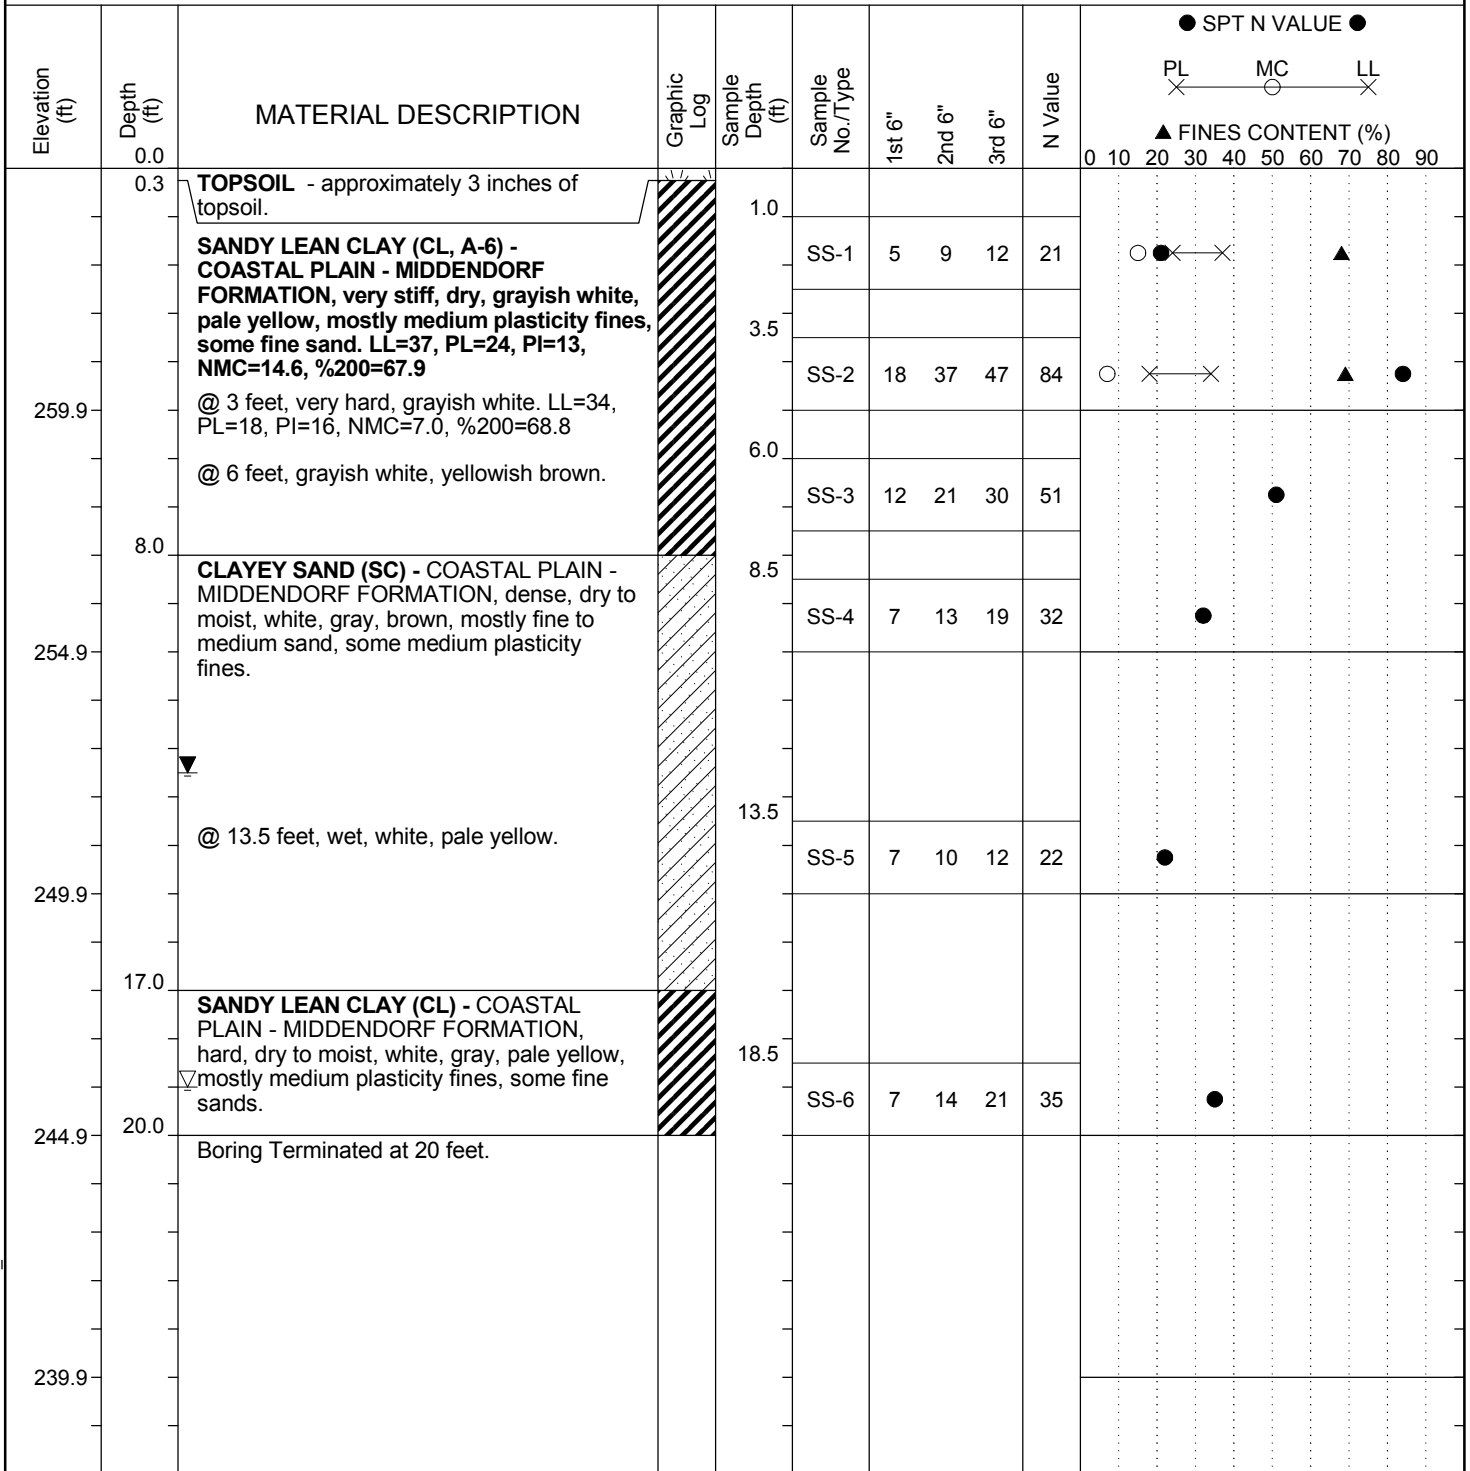 Elevation (ft)
Depth (ft)
MATERIAL DESCRIPTION
Graphic Log
Sample Depth (ft)
Sample No./Type
1st 6"
2nd 6"
3rd 6"
N Value
● SPT N VALUE ●
PL MC LL
▲ FINES CONTENT (%)
0 10 20 30 40 50 60 70 80 90
0.0
0.3
TOPSOIL - approximately 3 inches of
topsoil.
1.0
SANDY LEAN CLAY (CL, A-6) -
COASTAL PLAIN - MIDDENDORF
FORMATION, very stiff, dry, grayish white,
pale yellow, mostly medium plasticity fines,
some fine sand. LL=37, PL=24, PI=13,
NMC=14.6, %200=67.9
SS-1 5 9 12 21
3.5
@ 3 feet, very hard, grayish white. LL=34,
PL=18, PI=16, NMC=7.0, %200=68.8
SS-2 18 37 47 84
259.9
6.0
@ 6 feet, grayish white, yellowish brown.
SS-3 12 21 30 51
8.0
CLAYEY SAND (SC) - COASTAL PLAIN -
MIDDENDORF FORMATION, dense, dry to
moist, white, gray, brown, mostly fine to
medium sand, some medium plasticity
fines.
8.5
SS-4 7 13 19 32
254.9
13.5
@ 13.5 feet, wet, white, pale yellow.
SS-5 7 10 12 22
249.9
17.0
SANDY LEAN CLAY (CL) - COASTAL
PLAIN - MIDDENDORF FORMATION,
hard, dry to moist, white, gray, pale yellow,
mostly medium plasticity fines, some fine
sands.
18.5
SS-6 7 14 21 35
20.0
244.9
Boring Terminated at 20 feet.
239.9